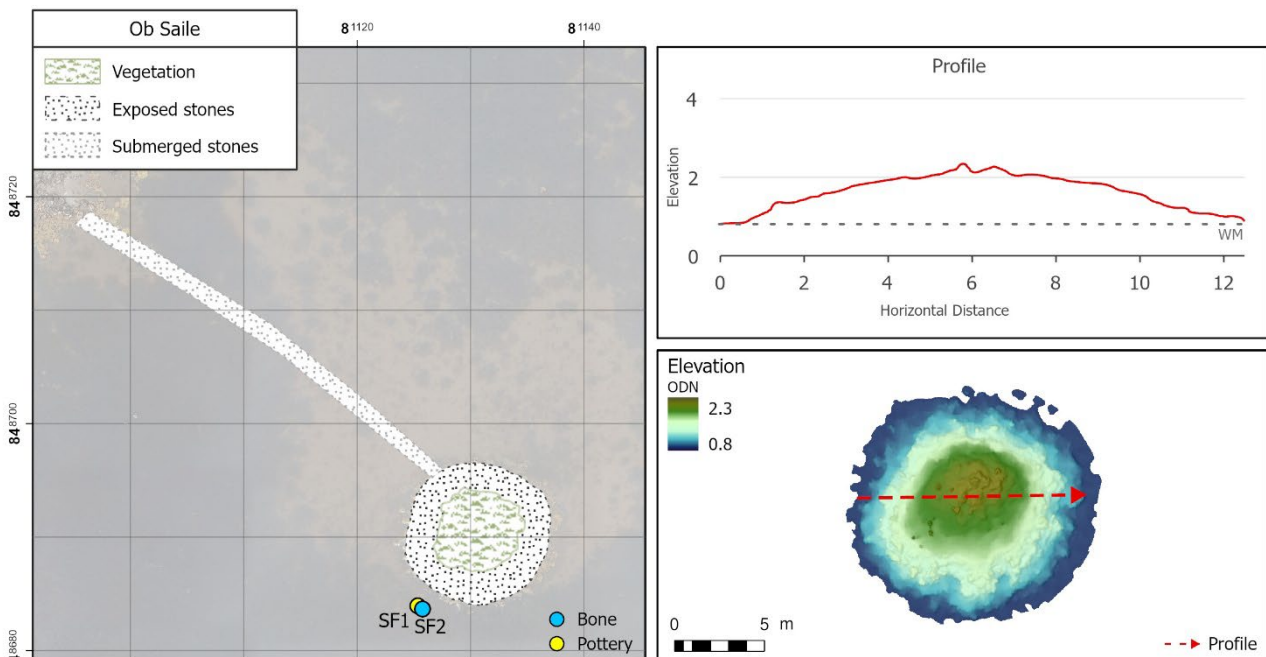 Ob Saile
Vegetation
Exposed stones
Submerged stones
8 1120
8 1140
84 8720
84 8700
8680
SF1
SF2
Bone
Pottery
Profile
Elevation
4
2
0
WM
0 2 4 6 8 10 12
Horizontal Distance
Elevation
ODN
2.3
0.8
0 5 m
Profile